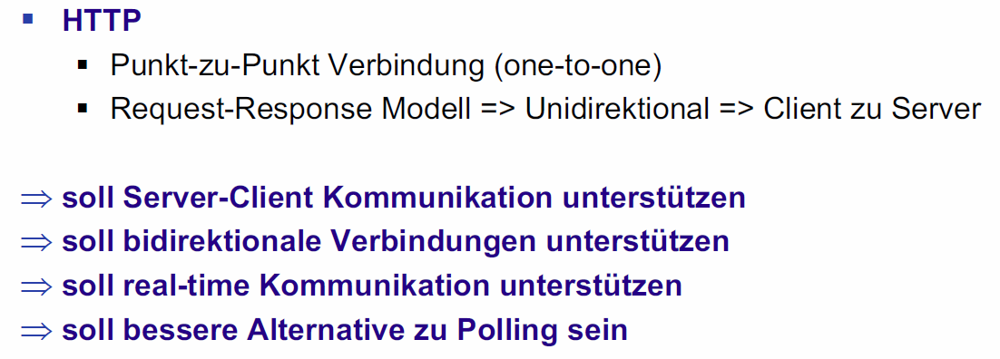 ▪ HTTP
▪ Punkt-zu-Punkt Verbindung (one-to-one)
▪ Request-Response Modell => Unidirektional => Client zu Server
⇒ soll Server-Client Kommunikation unterstützen
⇒ soll bidirektionale Verbindungen unterstützen
⇒ soll real-time Kommunikation unterstützen
⇒ soll bessere Alternative zu Polling sein